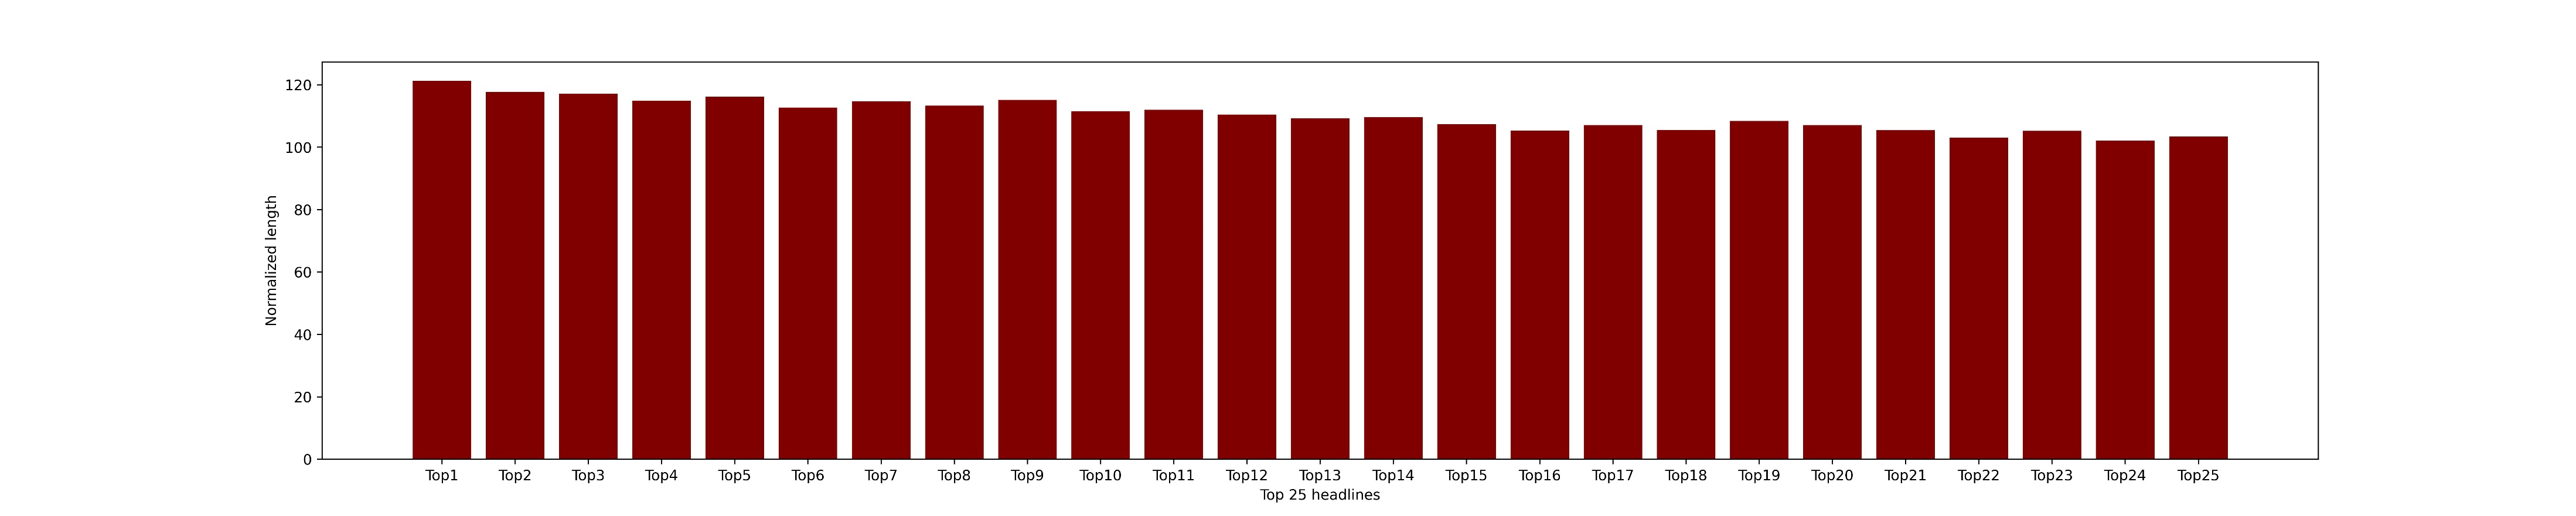 120
100
80
60
40
20
0
Normalized length
Top1 Top2 Top3 Top4 Top5 Top6 Top7 Top8 Top9 Top10 Top11 Top12 Top13 Top14 Top15 Top16 Top17 Top18 Top19 Top20 Top21 Top22 Top23 Top24 Top25
Top 25 headlines